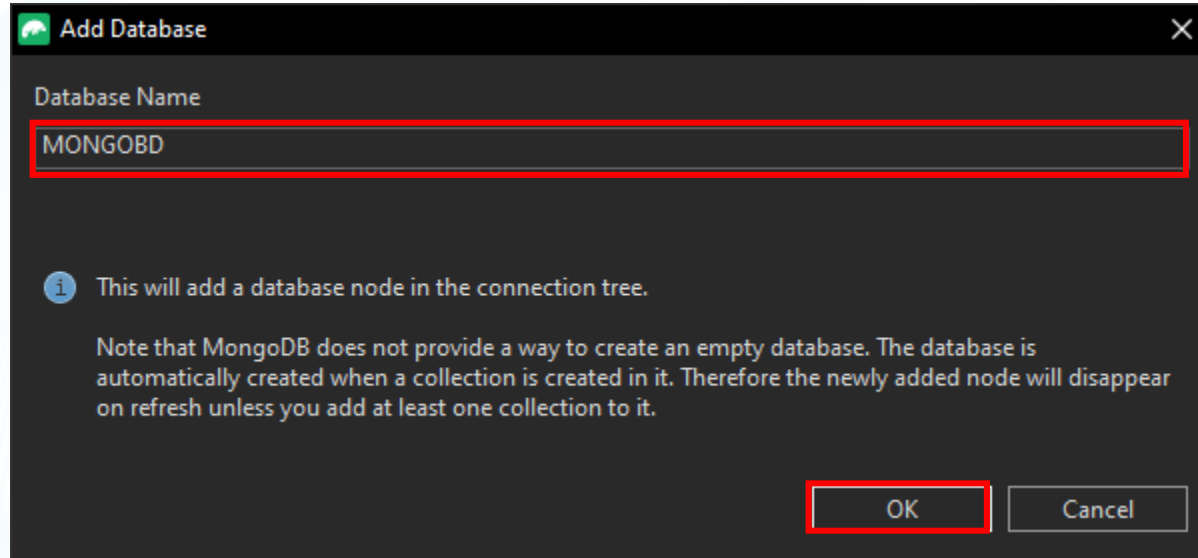 Add Database
Database Name
MONGOBD
This will add a database node in the connection tree.
Note that MongoDB does not provide a way to create an empty database. The database is
automatically created when a collection is created in it. Therefore the newly added node will disappear
on refresh unless you add at least one collection to it.
OK
Cancel